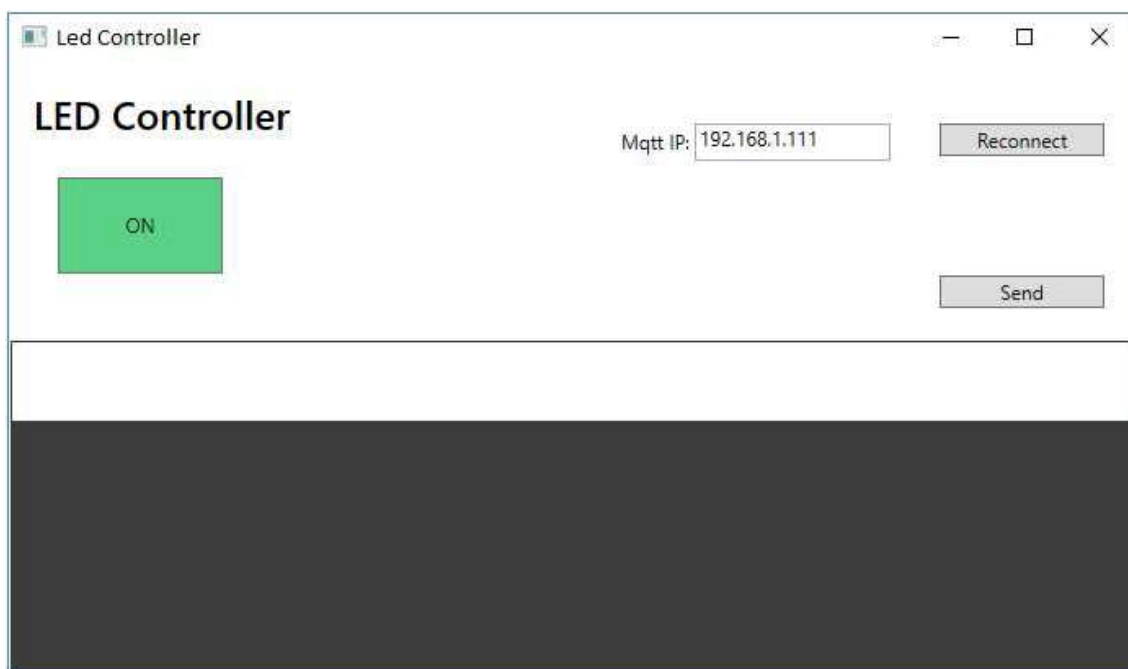 Led Controller
LED Controller
Mqtt IP: 192.168.1.111 Reconnect
ON
Send